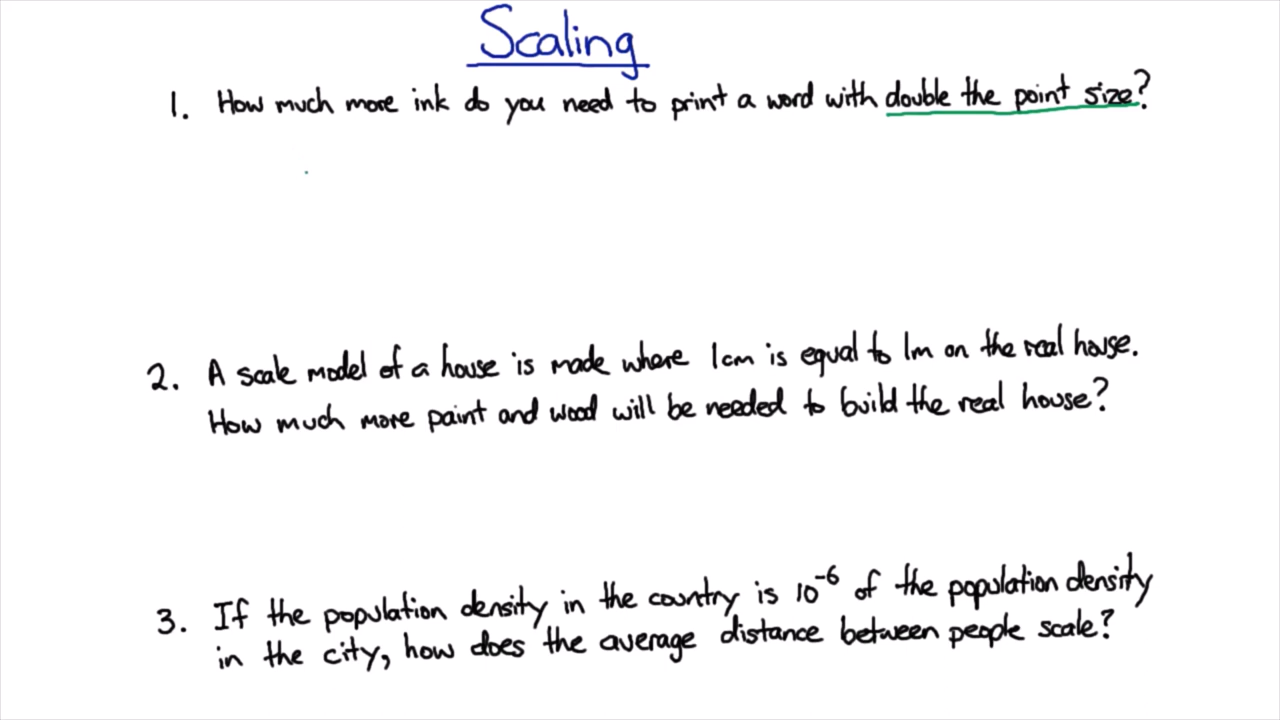 Scaling
1. How much more ink do you need to print a word with double the point size?
2. A scale model of a house is made where 1cm is equal to 1m on the real house.
How much more paint and wood will be needed to build the real house?
3. If the population density in the country is 10⁻⁶ of the population density
in the city, how does the average distance between people scale?